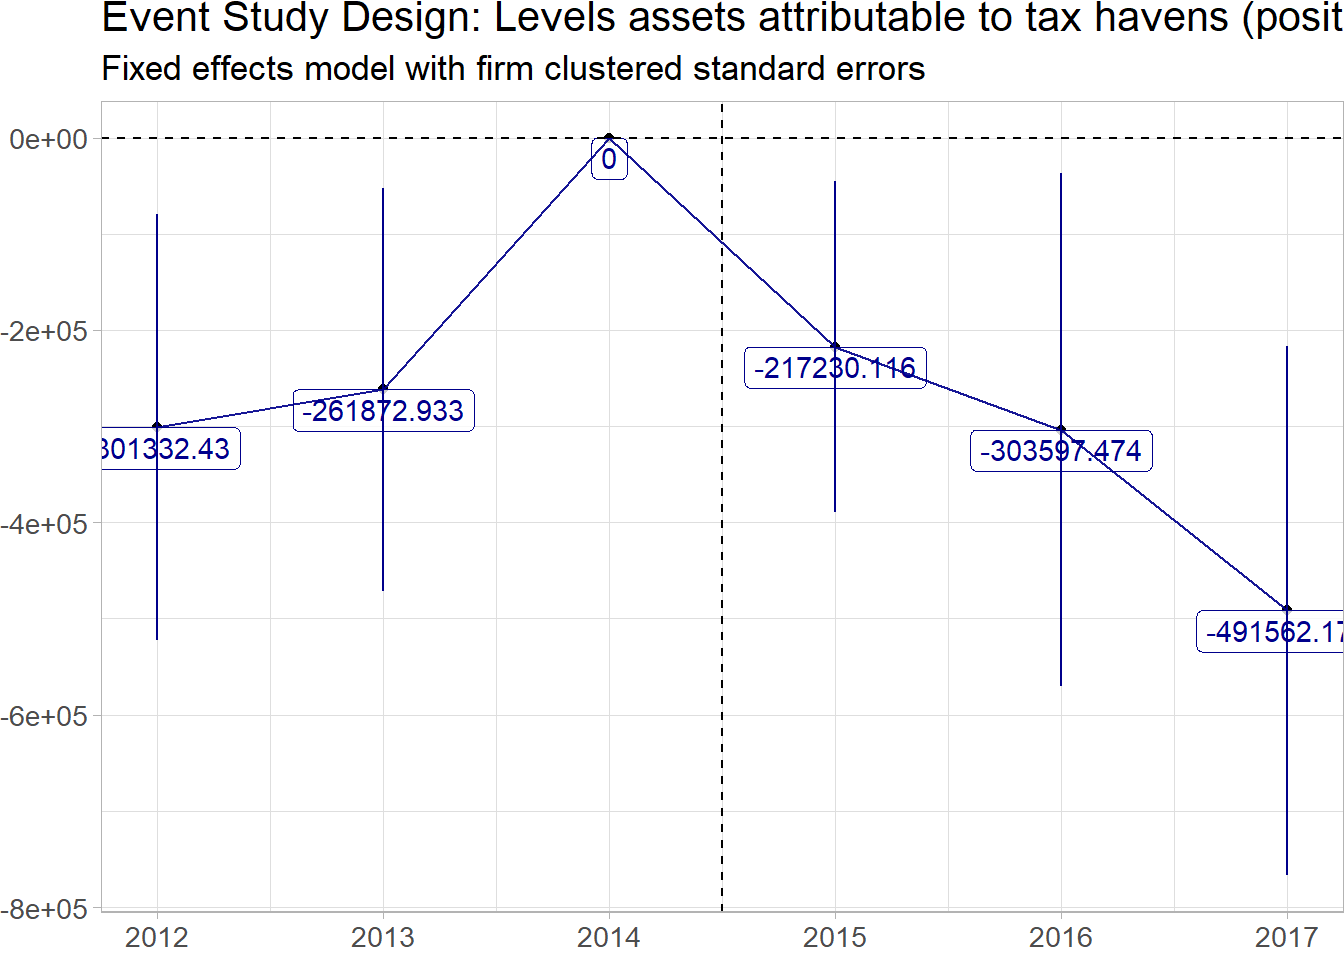 Event Study Design: Levels assets attributable to tax havens (posit
Fixed effects model with firm clustered standard errors
0e+00
-2e+05
-4e+05
-6e+05
-8e+05
0
-217230.116
-261872.933
301332.43
-303597.474
-491562.17
2012 2013 2014 2015 2016 2017